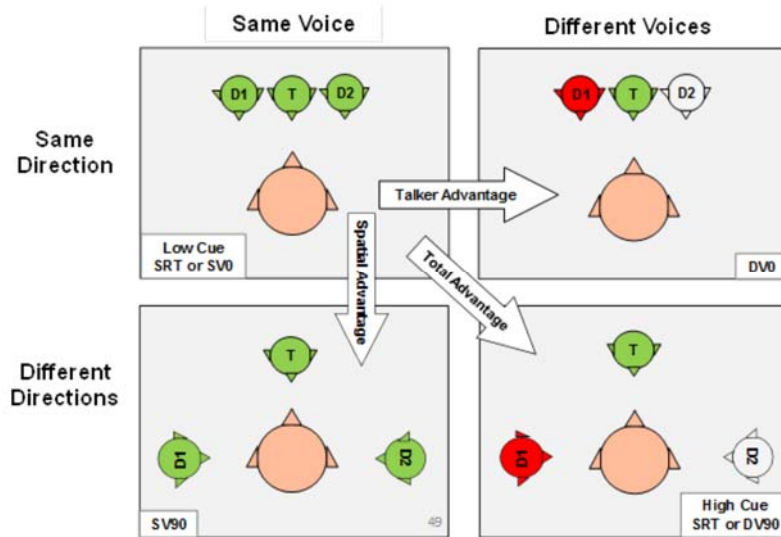 Same Voice
Different Voices
Same
Direction
D1
T
D2
D1
T
D2
Talker Advantage
Spatial Advantage
Total Advantage
Low Cue
SRT or SV0
DV0
Different
Directions
T
D1
D2
T
D1
D2
SV90
49
High Cue
SRT or DV90